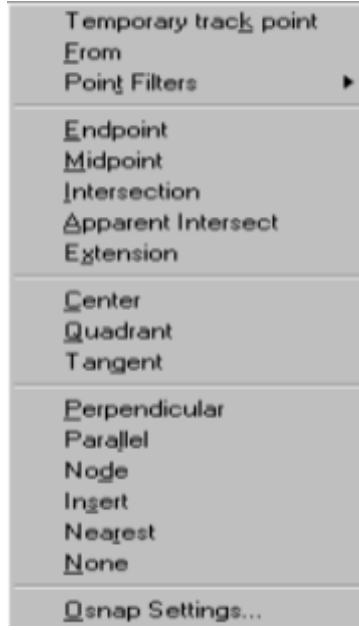 Temporary track point
From
Point Filters
Endpoint
Midpoint
Intersection
Apparent Intersect
Extension
Center
Quadrant
Tangent
Perpendicular
Parallel
Node
Insert
Nearest
None
Osnap Settings...